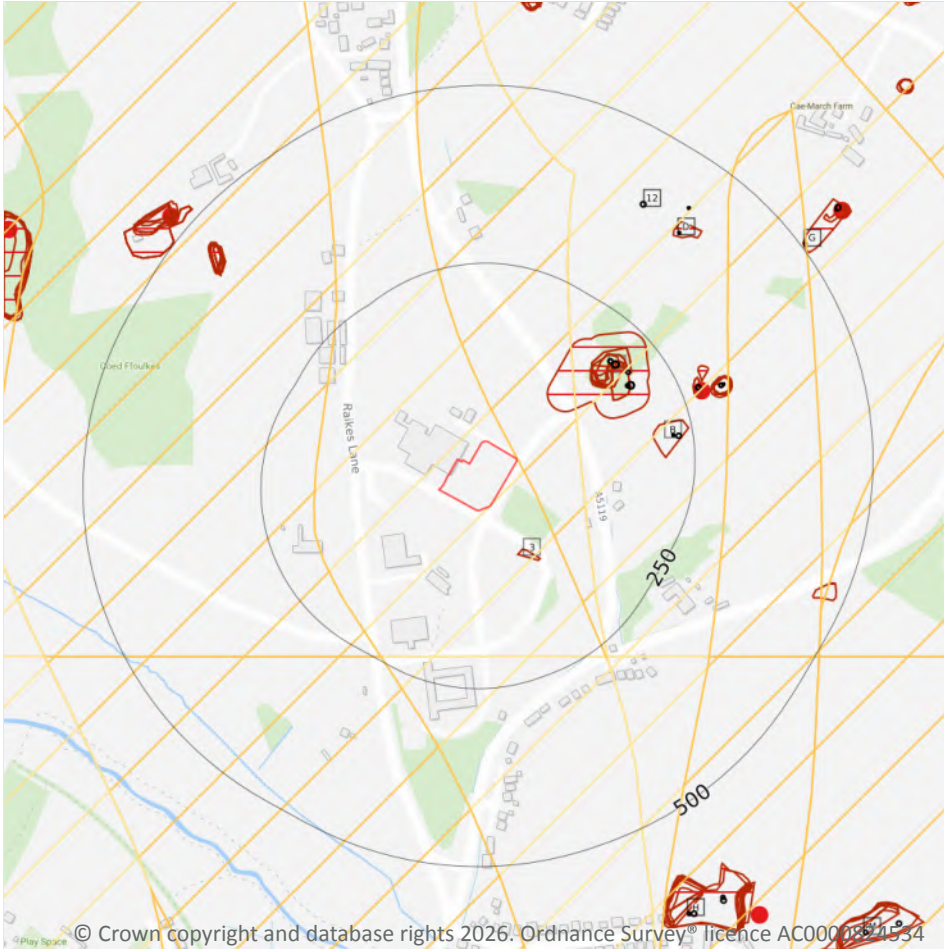 Cae-March Farm
12
D
G
Coed Ffoulkes
B
Raikes Lane
A5119
3
250
500
H
Play Space
© Crown copyright and database rights 2026. Ordnance Survey® licence